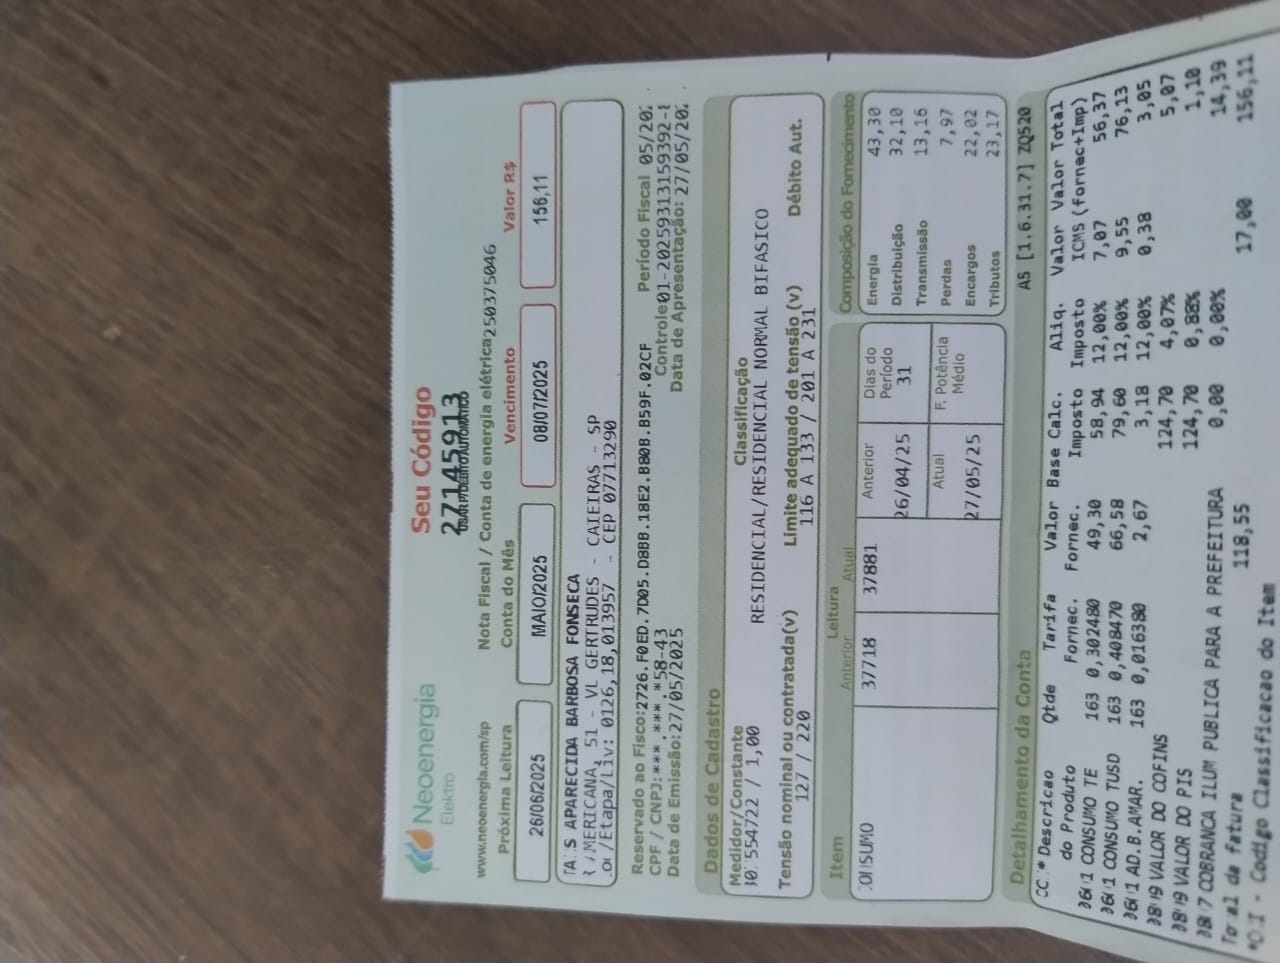 Neoenergia
Elektro
Seu Código
27145913
USAR P/DÉBITO AUTOMÁTICO
www.neoenergia.com/sp
Nota Fiscal / Conta de energia elétrica 250375046
Próxima Leitura Conta do Mês Vencimento Valor R$
26/06/2025 MAIO/2025 08/07/2025 156,11
APARECIDA BARBOSA FONSECA
MERICANA, 51 - VL GERTRUDES - CAIEIRAS - SP
/Etapa/Liv: 0126,18,013957 - CEP 07713290
Reservado ao Fisco:2726.F0ED.7D05.D8BB.18E2.B80B.B59F.02CF Período Fiscal 05/202
CPF / CNPJ:***.***.*58-43 Controle01-20259313159392-
Data de Emissão:27/05/2025 Data de Apresentação: 27/05/202
Dados de Cadastro
Medidor/Constante Classificação
554722 / 1,00 RESIDENCIAL/RESIDENCIAL NORMAL BIFASICO
Tensão nominal ou contratada(v) Limite adequado de tensão (v) Débito Aut.
127 / 220 116 A 133 / 201 A 231
Item Leitura Composição do Fornecimento
Anterior Atual
CONSUMO 37718 37881
Anterior Dias do Período
26/04/25 31
Atual F. Potência Médio
27/05/25
Energia 43,30
Distribuição 32,10
Transmissão 13,16
Perdas 7,97
Encargos 22,02
Tributos 23,17
Detalhamento da Conta AS [1.6.31.7] ZQ520
* Descricao Qtde Tarifa Valor Base Calc. Aliq. Valor Valor Total
do Produto Fornec. Fornec. Imposto Imposto ICMS (fornec+Imp)
CONSUMO TE 163 0,302480 49,30 58,94 12,00% 7,07 56,37
CONSUMO TUSD 163 0,408470 66,58 79,60 12,00% 9,55 76,13
AD.B.AMAR. 163 0,016380 2,67 3,18 12,00% 0,38 3,05
VALOR DO COFINS 124,70 4,07% 5,07
VALOR DO PIS 124,70 0,88% 1,10
COBRANCA ILUM PUBLICA PARA A PREFEITURA 0,00 0,00% 14,39
Total da fatura 118,55 17,00 156,11
- Codigo Classificacao do Item